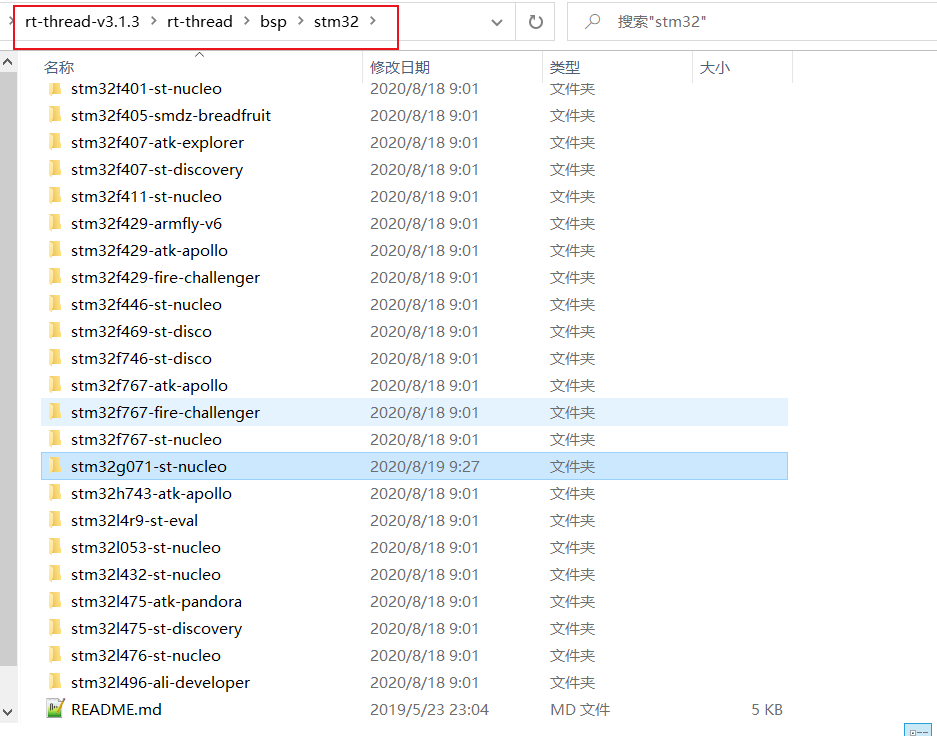 rt-thread-v3.1.3 > rt-thread > bsp > stm32 > 搜索"stm32"
名称 修改日期 类型 大小
stm32f401-st-nucleo 2020/8/18 9:01 文件夹
stm32f405-smdz-breadfruit 2020/8/18 9:01 文件夹
stm32f407-atk-explorer 2020/8/18 9:01 文件夹
stm32f407-st-discovery 2020/8/18 9:01 文件夹
stm32f411-st-nucleo 2020/8/18 9:01 文件夹
stm32f429-armfly-v6 2020/8/18 9:01 文件夹
stm32f429-atk-apollo 2020/8/18 9:01 文件夹
stm32f429-fire-challenger 2020/8/18 9:01 文件夹
stm32f446-st-nucleo 2020/8/18 9:01 文件夹
stm32f469-st-disco 2020/8/18 9:01 文件夹
stm32f746-st-disco 2020/8/18 9:01 文件夹
stm32f767-atk-apollo 2020/8/18 9:01 文件夹
stm32f767-fire-challenger 2020/8/18 9:01 文件夹
stm32f767-st-nucleo 2020/8/18 9:01 文件夹
stm32g071-st-nucleo 2020/8/19 9:27 文件夹
stm32h743-atk-apollo 2020/8/18 9:01 文件夹
stm32l4r9-st-eval 2020/8/18 9:01 文件夹
stm32l053-st-nucleo 2020/8/18 9:01 文件夹
stm32l432-st-nucleo 2020/8/18 9:01 文件夹
stm32l475-atk-pandora 2020/8/18 9:01 文件夹
stm32l475-st-discovery 2020/8/18 9:01 文件夹
stm32l476-st-nucleo 2020/8/18 9:01 文件夹
stm32l496-ali-developer 2020/8/18 9:01 文件夹
README.md 2019/5/23 23:04 MD 文件 5 KB